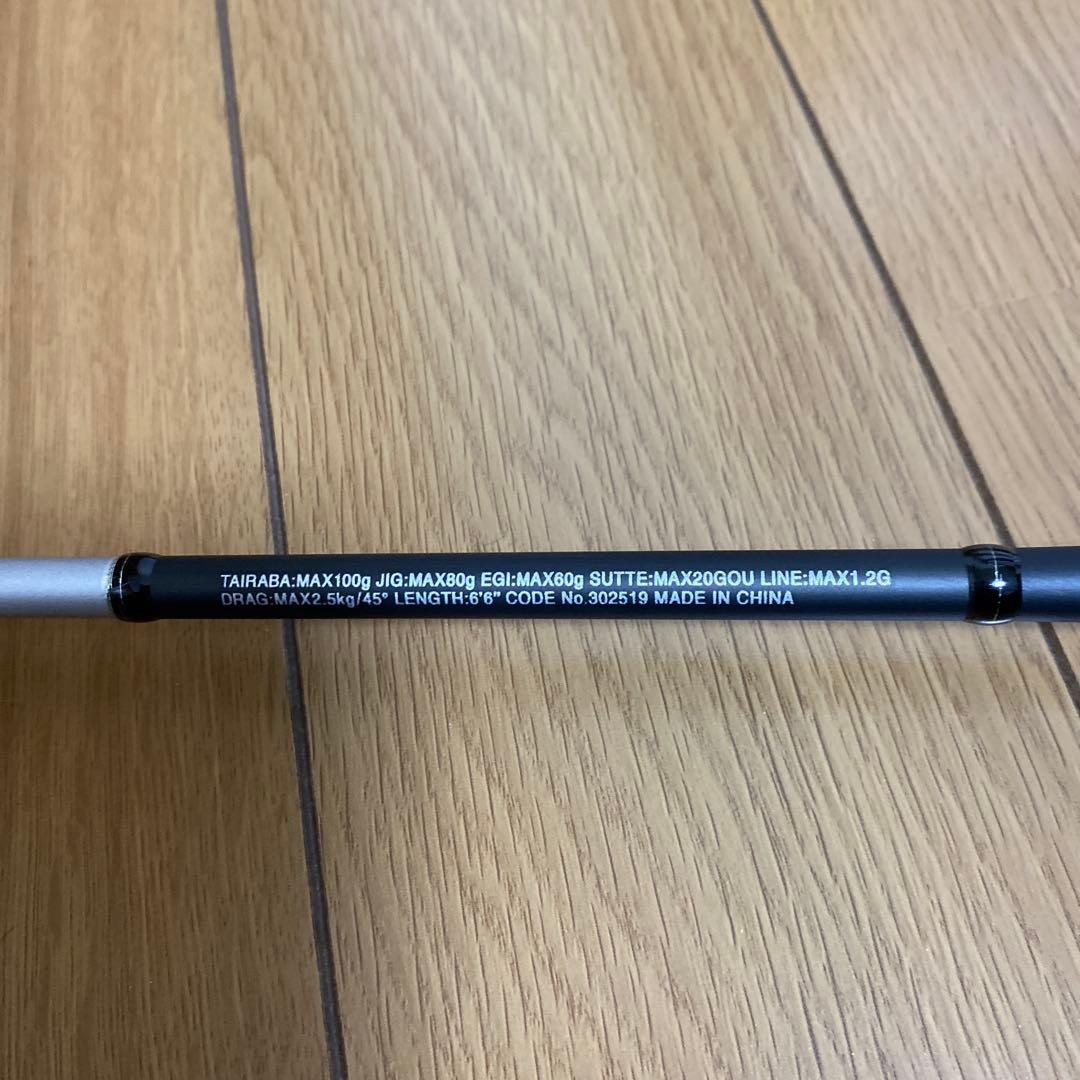 TAIRABA:MAX100g JIG:MAX80g EGI:MAX60g SUTTE:MAX20GOU LINE:MAX1.2G
DRAG:MAX2.5kg/45° LENGTH:6'6" CODE No.302519 MADE IN CHINA